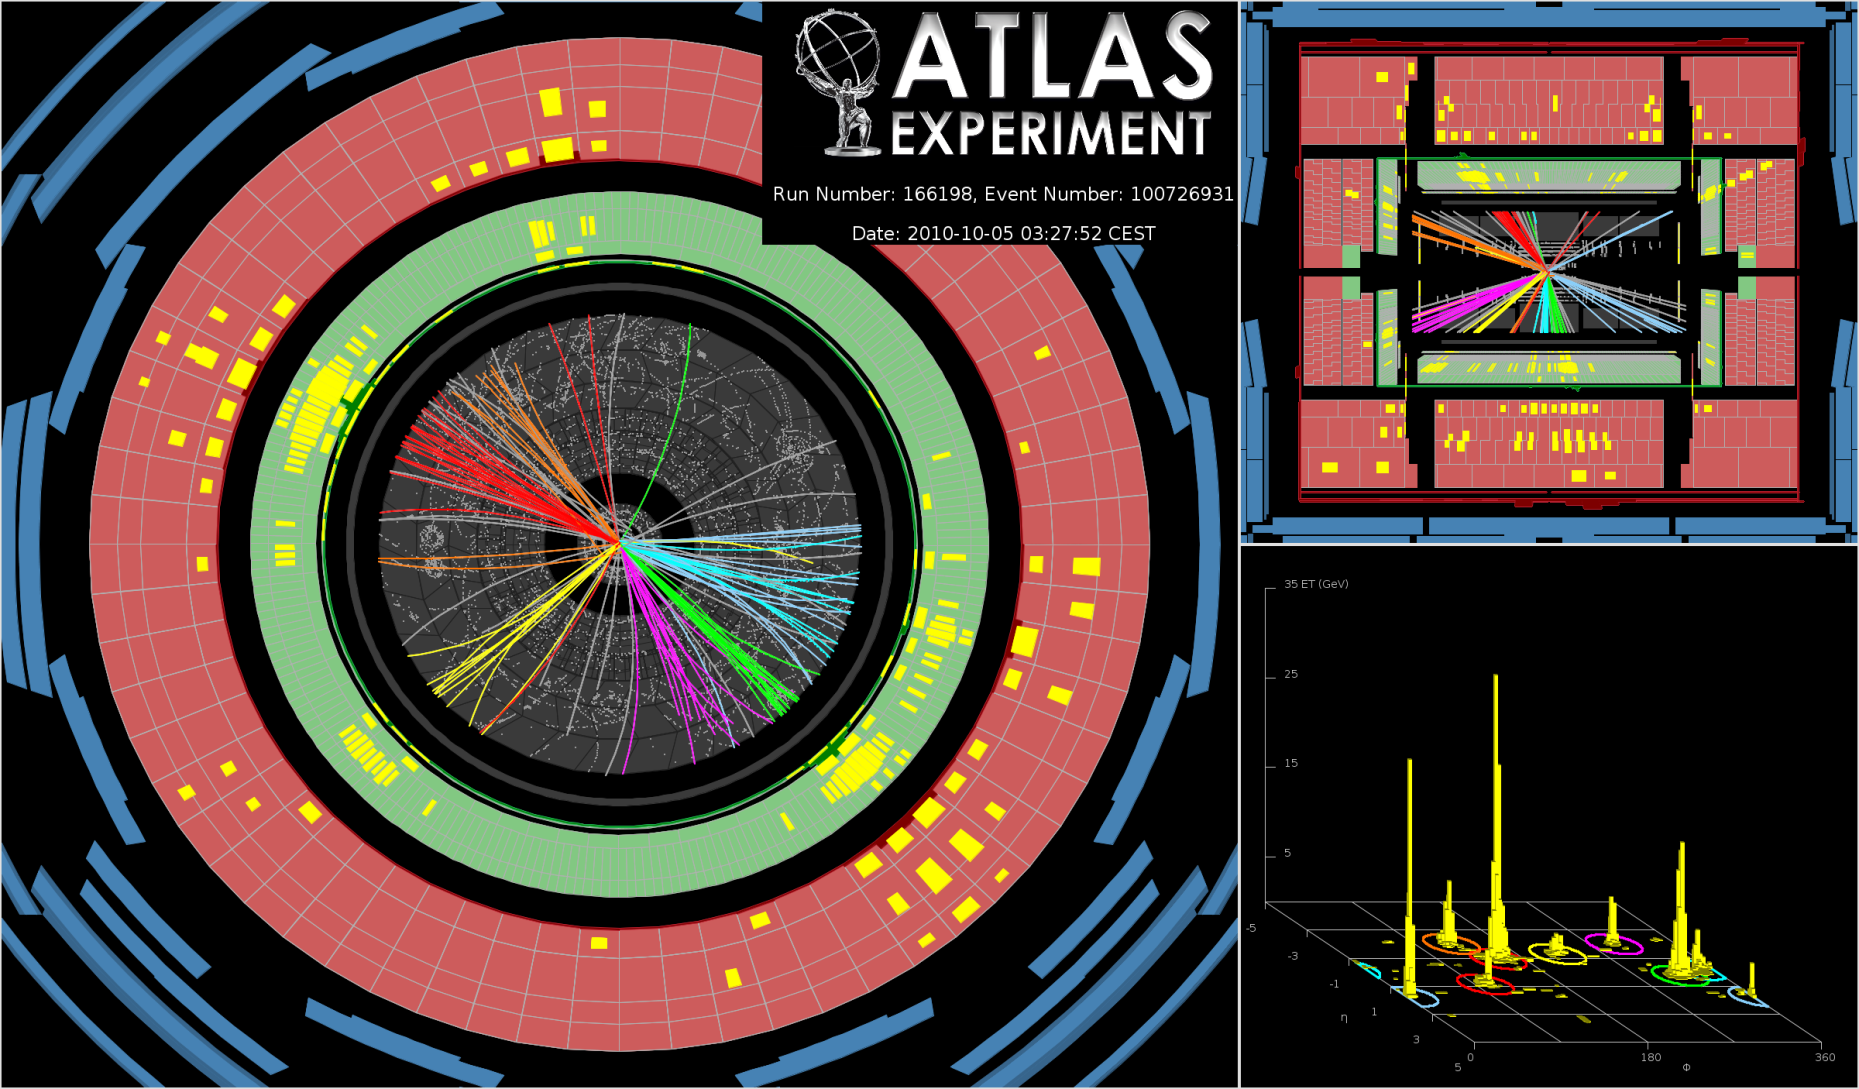 ATLAS
EXPERIMENT
Run Number: 166198, Event Number: 100726931
Date: 2010-10-05 03:27:52 CEST
35 ET (GeV)
25
15
5
-5
-3
-1
η
1
3
5
0
180
Φ
360